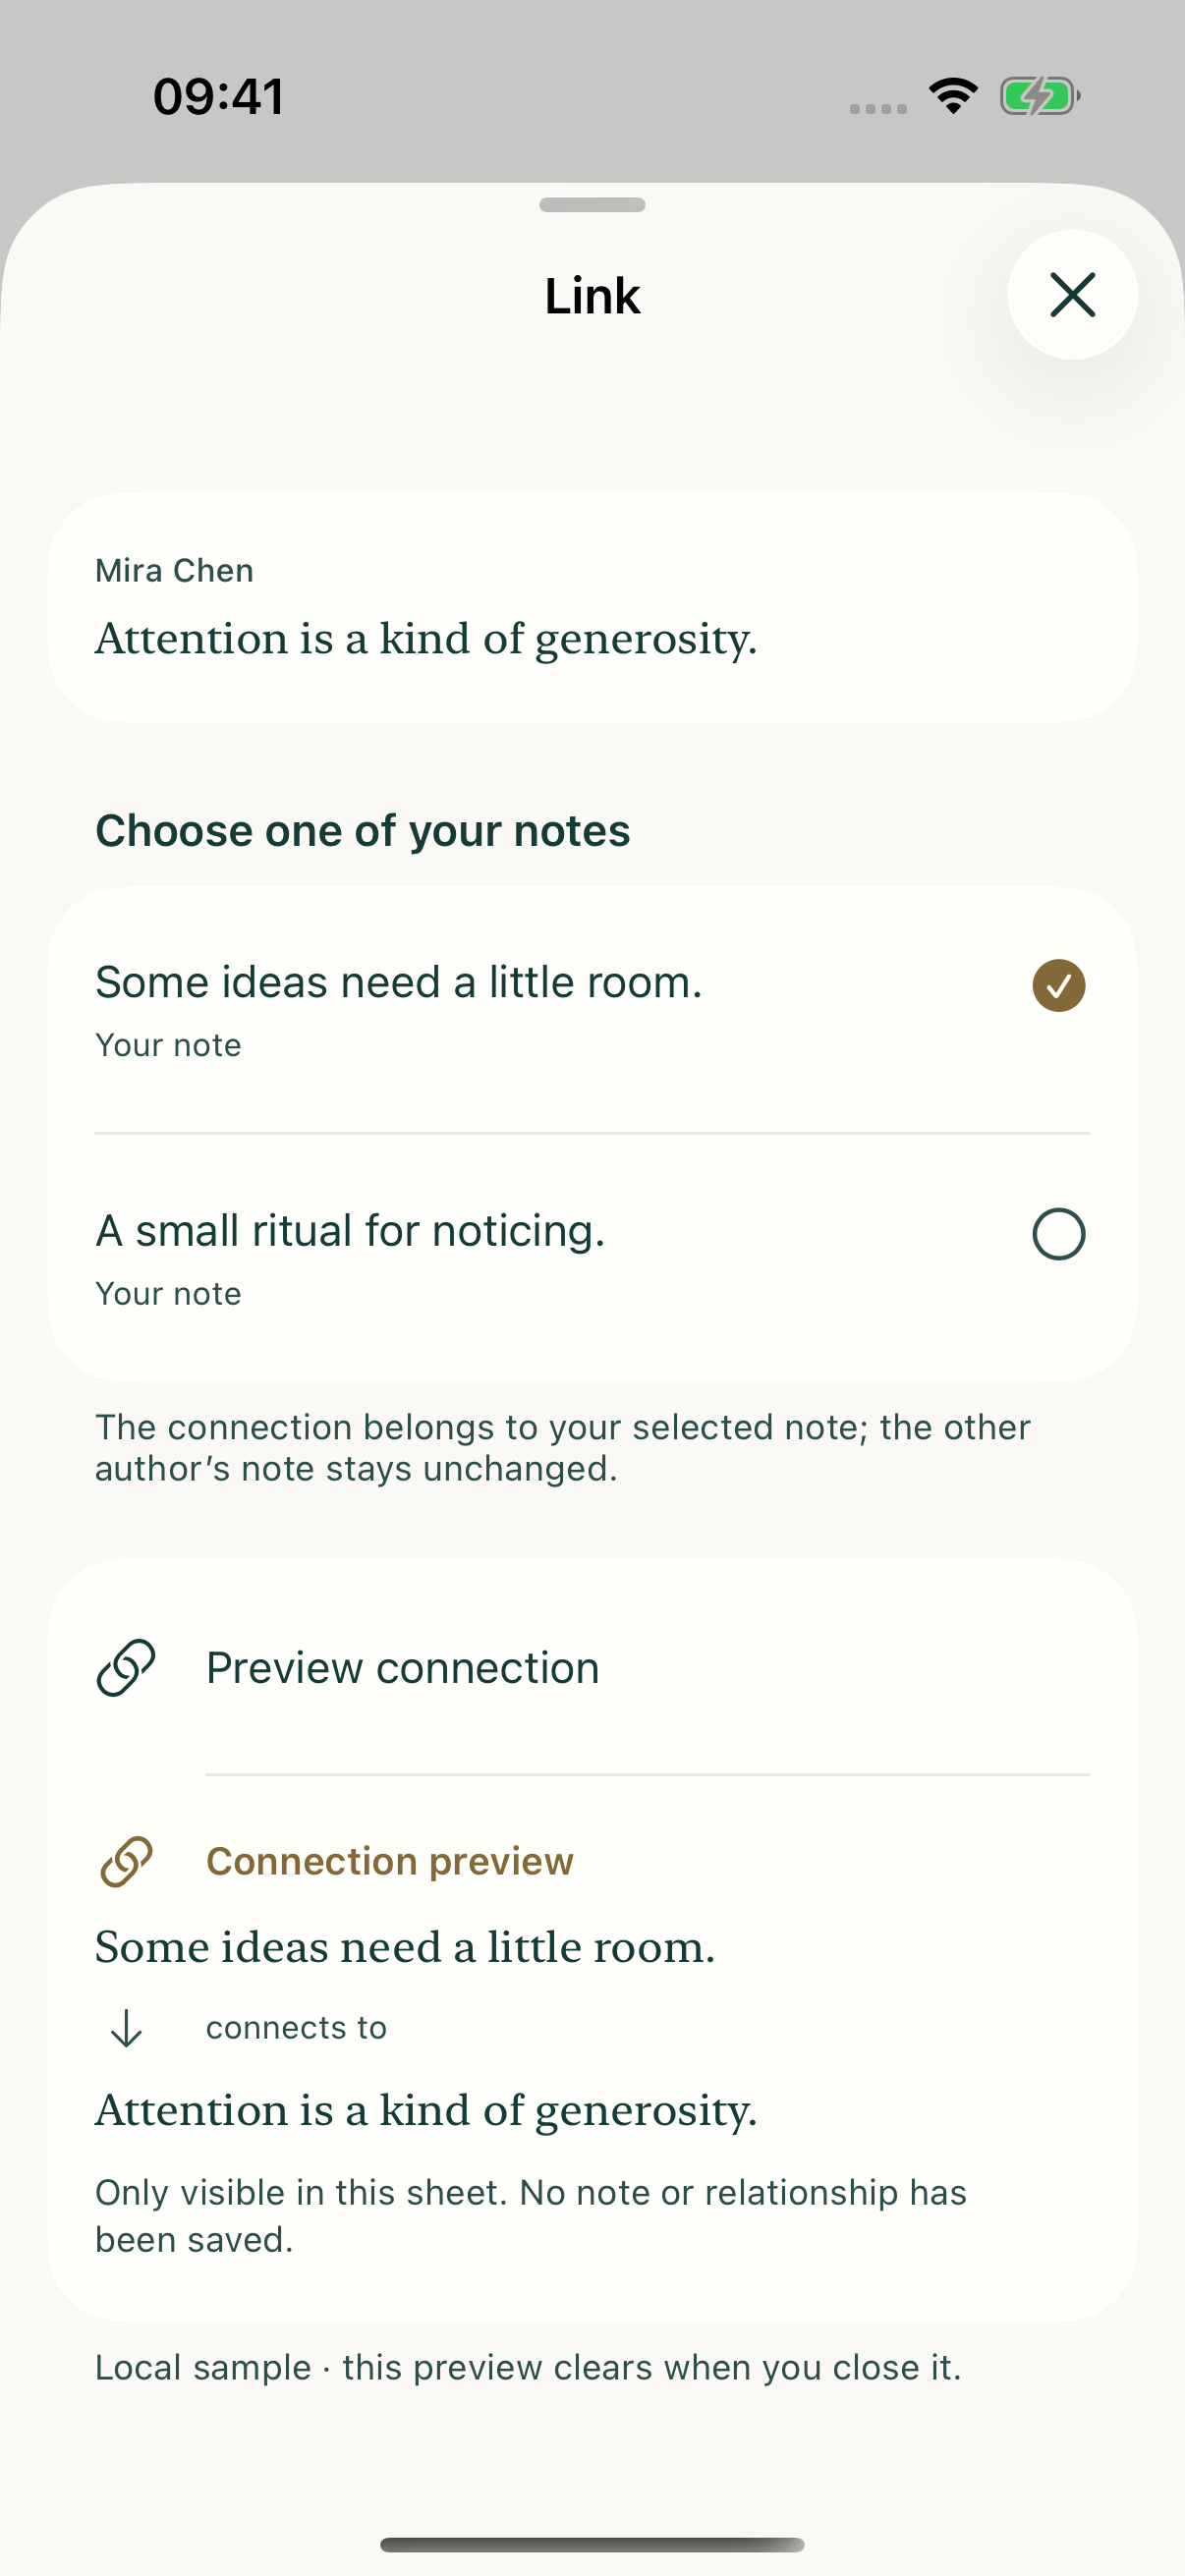 09:41
Link
Mira Chen
Attention is a kind of generosity.
Choose one of your notes
Some ideas need a little room.
Your note
A small ritual for noticing.
Your note
The connection belongs to your selected note; the other
author’s note stays unchanged.
Preview connection
Connection preview
Some ideas need a little room.
connects to
Attention is a kind of generosity.
Only visible in this sheet. No note or relationship has
been saved.
Local sample · this preview clears when you close it.